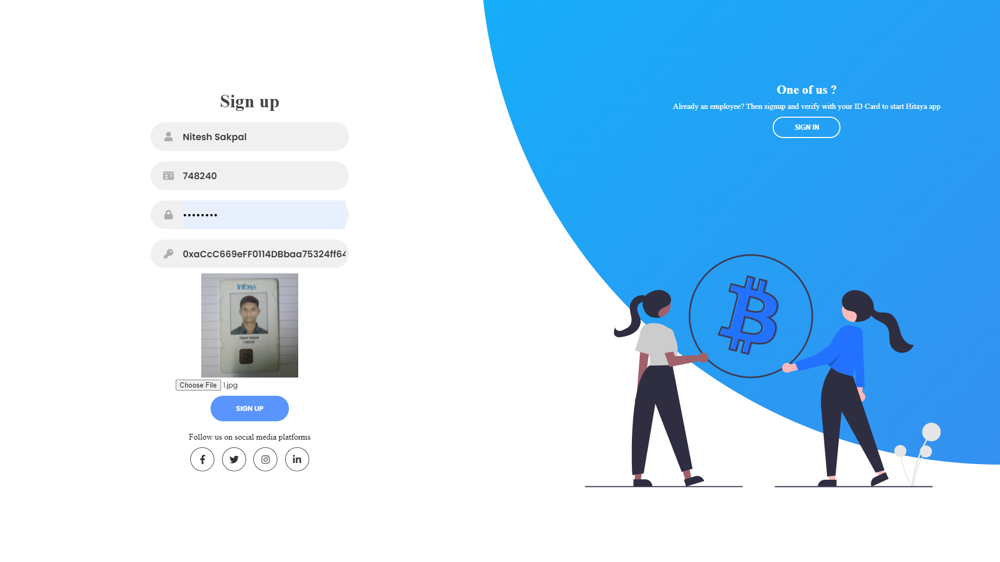 Sign up
Nitesh Sakpal
748240
••••••••
0xaCcC669eFF0114DBbaa75324ff64
Infosys
Nitesh Sakpal
748240
Choose File 1.jpg
SIGN UP
Follow us on social media platforms
One of us ?
Already an employee? Then signup and verify with your ID Card to start Hitaya app
SIGN IN